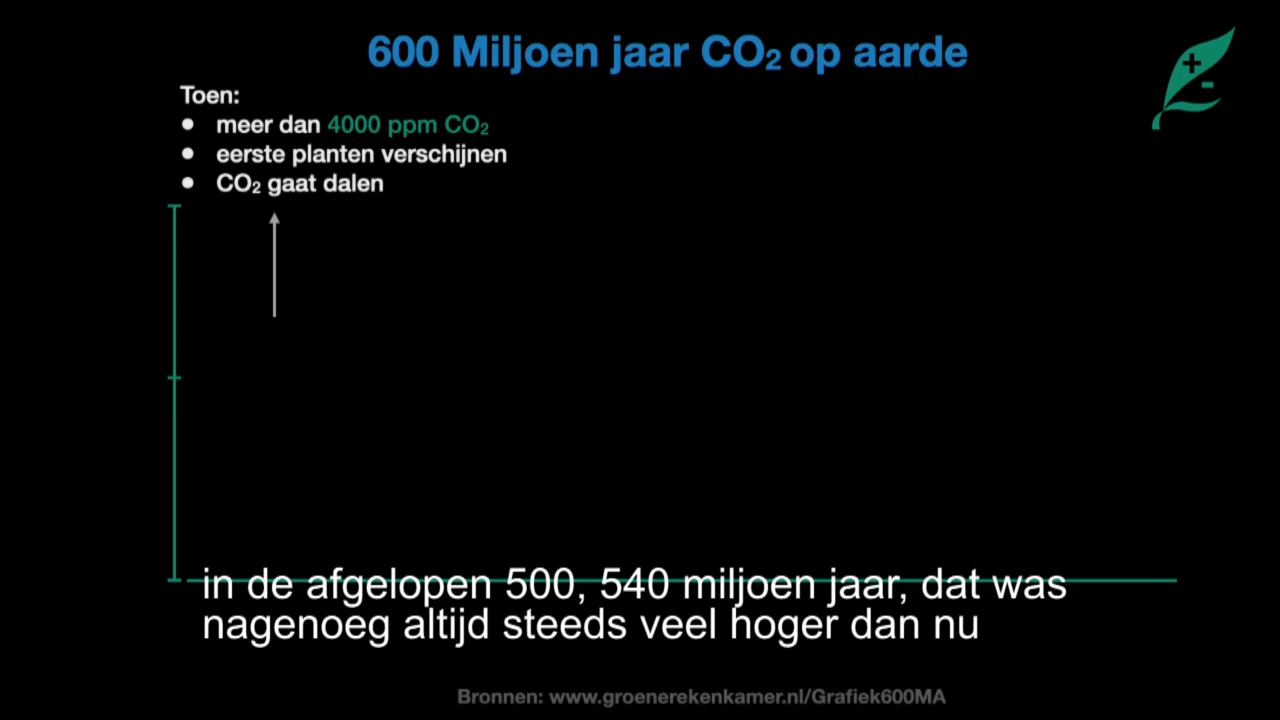 600 Miljoen jaar CO₂ op aarde
Toen:
● meer dan 4000 ppm CO₂
● eerste planten verschijnen
● CO₂ gaat dalen
in de afgelopen 500, 540 miljoen jaar, dat was
nagenoeg altijd steeds veel hoger dan nu
Bronnen: www.groenerekenkamer.nl/Grafiek600MA